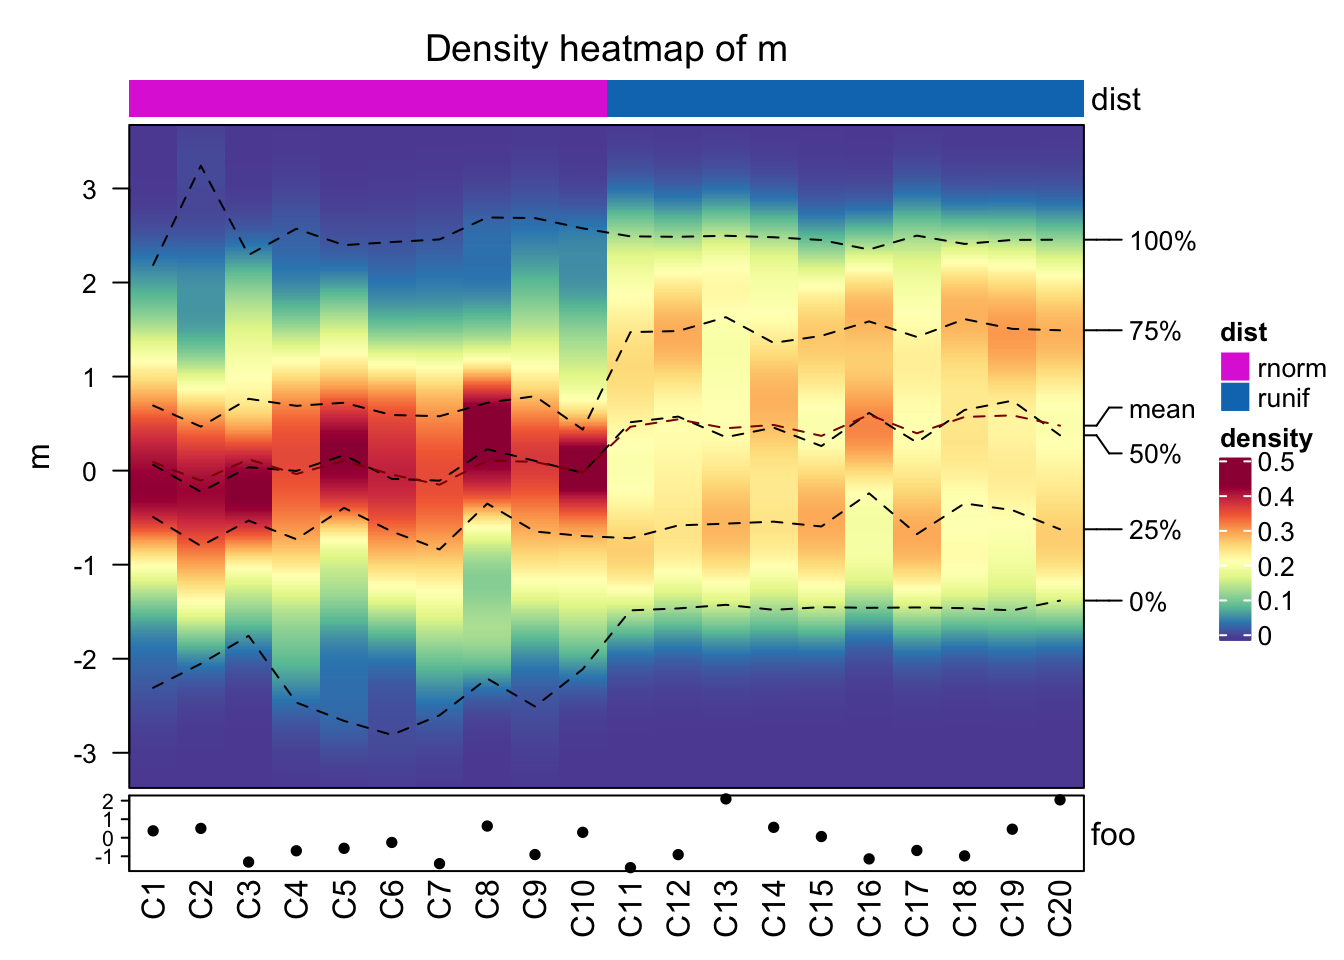 Density heatmap of m
dist
m
3
2
1
0
-1
-2
-3
100%
75%
mean
50%
25%
0%
dist
rnorm
runif
density
0.5
0.4
0.3
0.2
0.1
0
2
1
0
-1
foo
C1
C2
C3
C4
C5
C6
C7
C8
C9
C10
C11
C12
C13
C14
C15
C16
C17
C18
C19
C20